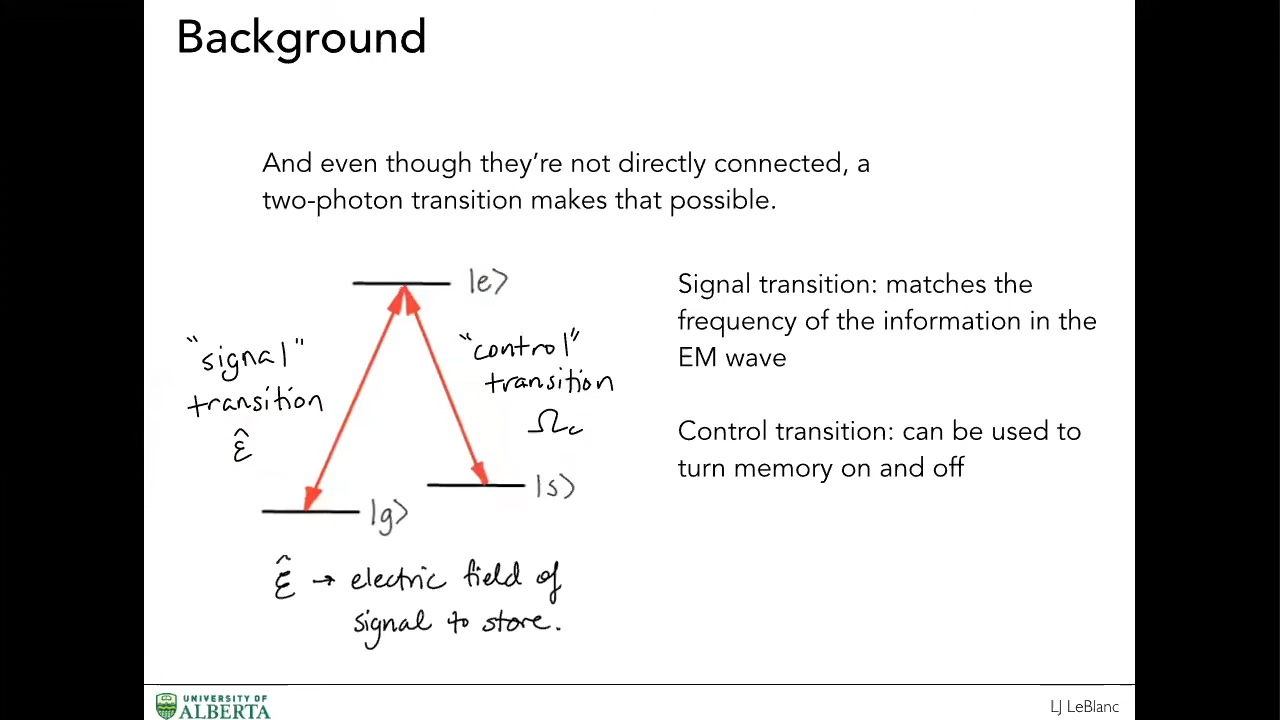 Background
And even though they're not directly connected, a
two-photon transition makes that possible.
|e⟩
"signal"
transition
Ɛ̂
"control"
transition
Ωc
|g⟩
|s⟩
Ɛ̂ → electric field of
signal to store.
Signal transition: matches the
frequency of the information in the
EM wave
Control transition: can be used to
turn memory on and off
UNIVERSITY OF
ALBERTA
LJ LeBlanc